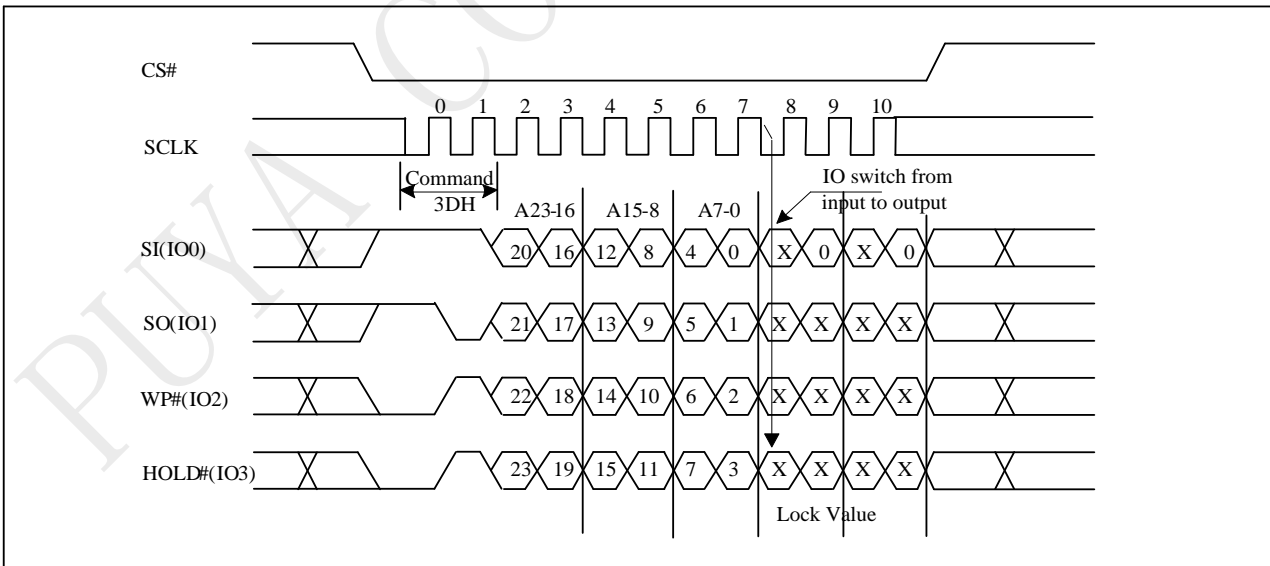 PUYA CO
CS#
0 1 2 3 4 5 6 7 8 9 10
SCLK
Command
3DH
IO switch from
input to output
A23-16 A15-8 A7-0
SI(IO0)
20 16 12 8 4 0 X 0 X 0
SO(IO1)
21 17 13 9 5 1 X X X X
WP#(IO2)
22 18 14 10 6 2 X X X X
HOLD#(IO3)
23 19 15 11 7 3 X X X X
Lock Value